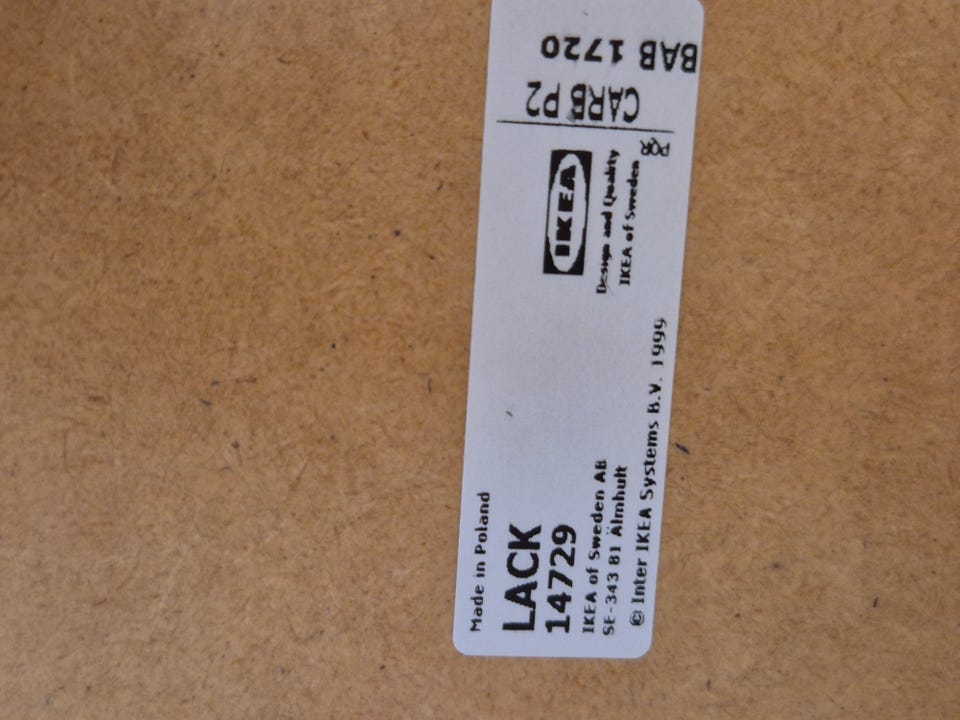 Made in Poland
LACK
14729
IKEA of Sweden AB
SE-343 81 Älmhult
© Inter IKEA Systems B.V. 1999
IKEA
Design and Quality
IKEA of Sweden
CARB P2
BAB 1720